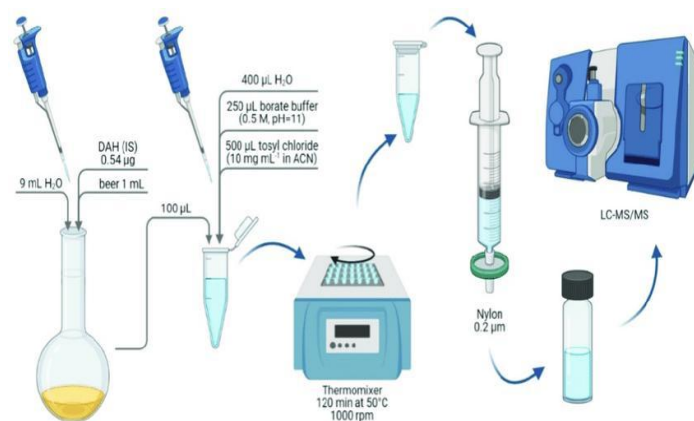 DAH (IS)
0.54 µg
9 mL H₂O
beer 1 mL
100 µL
400 µL H₂O
250 µL borate buffer
(0.5 M, pH=11)
500 µL tosyl chloride
(10 mg mL⁻¹ in ACN)
Thermomixer
120 min at 50°C
1000 rpm
Nylon
0.2 µm
LC-MS/MS